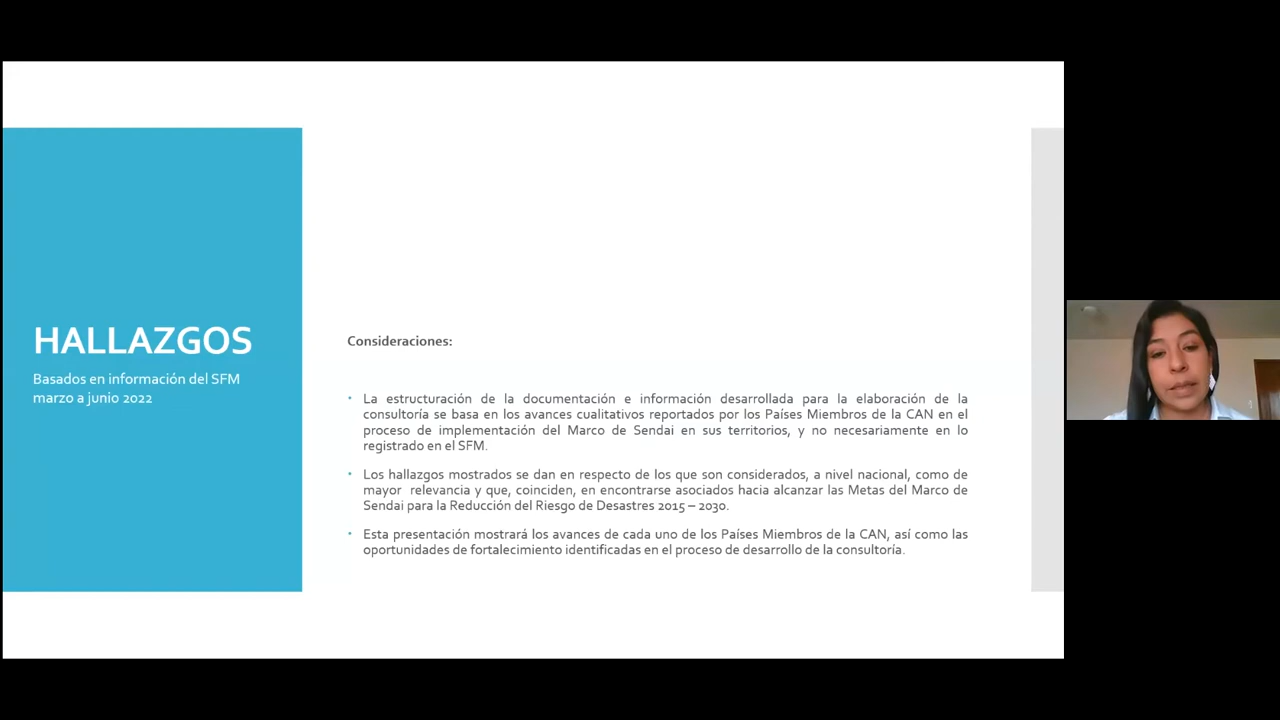 HALLAZGOS
Basados en información del SFM
marzo a junio 2022
Consideraciones:
• La estructuración de la documentación e información desarrollada para la elaboración de la
consultoría se basa en los avances cualitativos reportados por los Países Miembros de la CAN en el
proceso de implementación del Marco de Sendai en sus territorios, y no necesariamente en lo
registrado en el SFM.
• Los hallazgos mostrados se dan en respecto de los que son considerados, a nivel nacional, como de
mayor relevancia y que, coinciden, en encontrarse asociados hacia alcanzar las Metas del Marco de
Sendai para la Reducción del Riesgo de Desastres 2015 – 2030.
• Esta presentación mostrará los avances de cada uno de los Países Miembros de la CAN, así como las
oportunidades de fortalecimiento identificadas en el proceso de desarrollo de la consultoría.